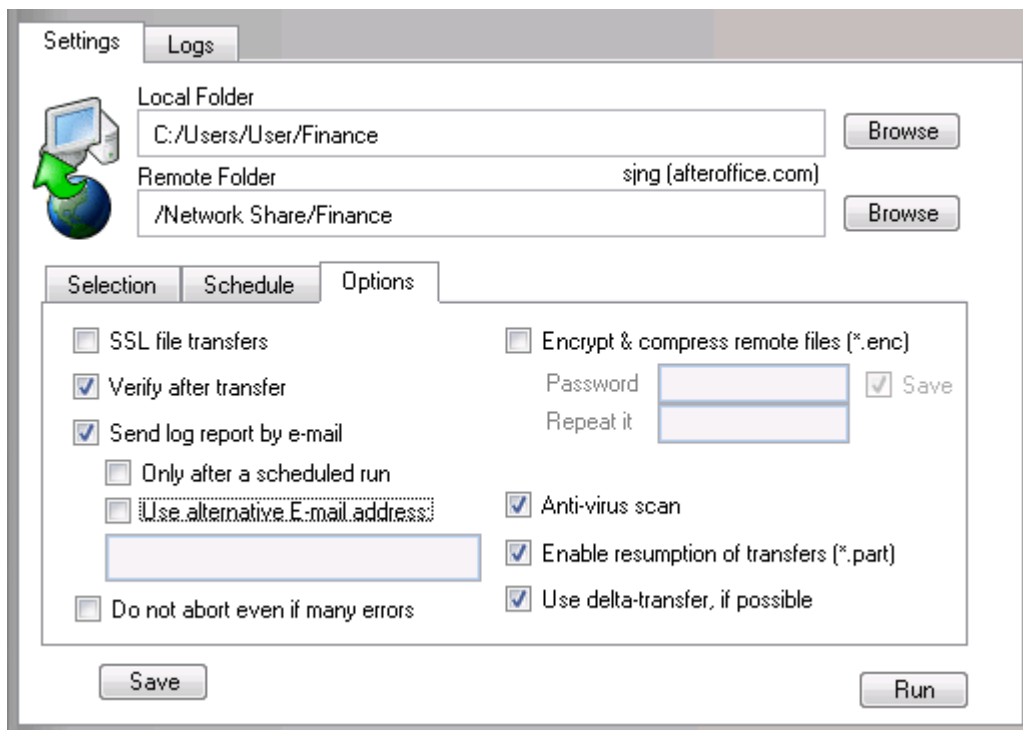 Settings Logs
Local Folder
C:/Users/User/Finance Browse
Remote Folder sjng (afteroffice.com)
/Network Share/Finance Browse
Selection Schedule Options
SSL file transfers Encrypt & compress remote files (*.enc)
Verify after transfer Password Save
Send log report by e-mail Repeat it
Only after a scheduled run
Use alternative E-mail address: Anti-virus scan
Enable resumption of transfers (*.part)
Do not abort even if many errors Use delta-transfer, if possible
Save Run